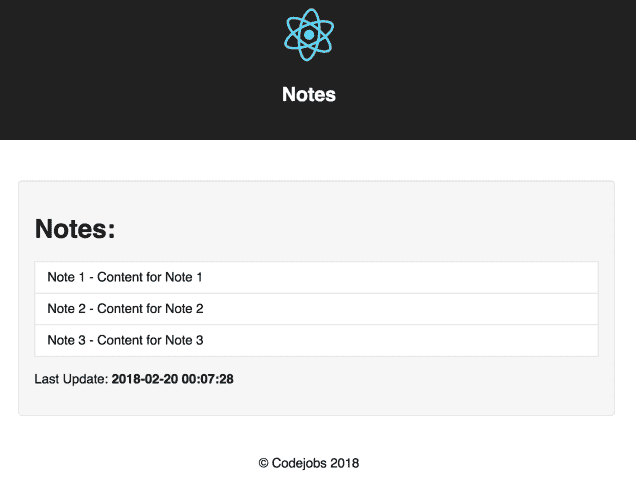 Notes
Notes:
Note 1 - Content for Note 1
Note 2 - Content for Note 2
Note 3 - Content for Note 3
Last Update: 2018-02-20 00:07:28
© Codejobs 2018